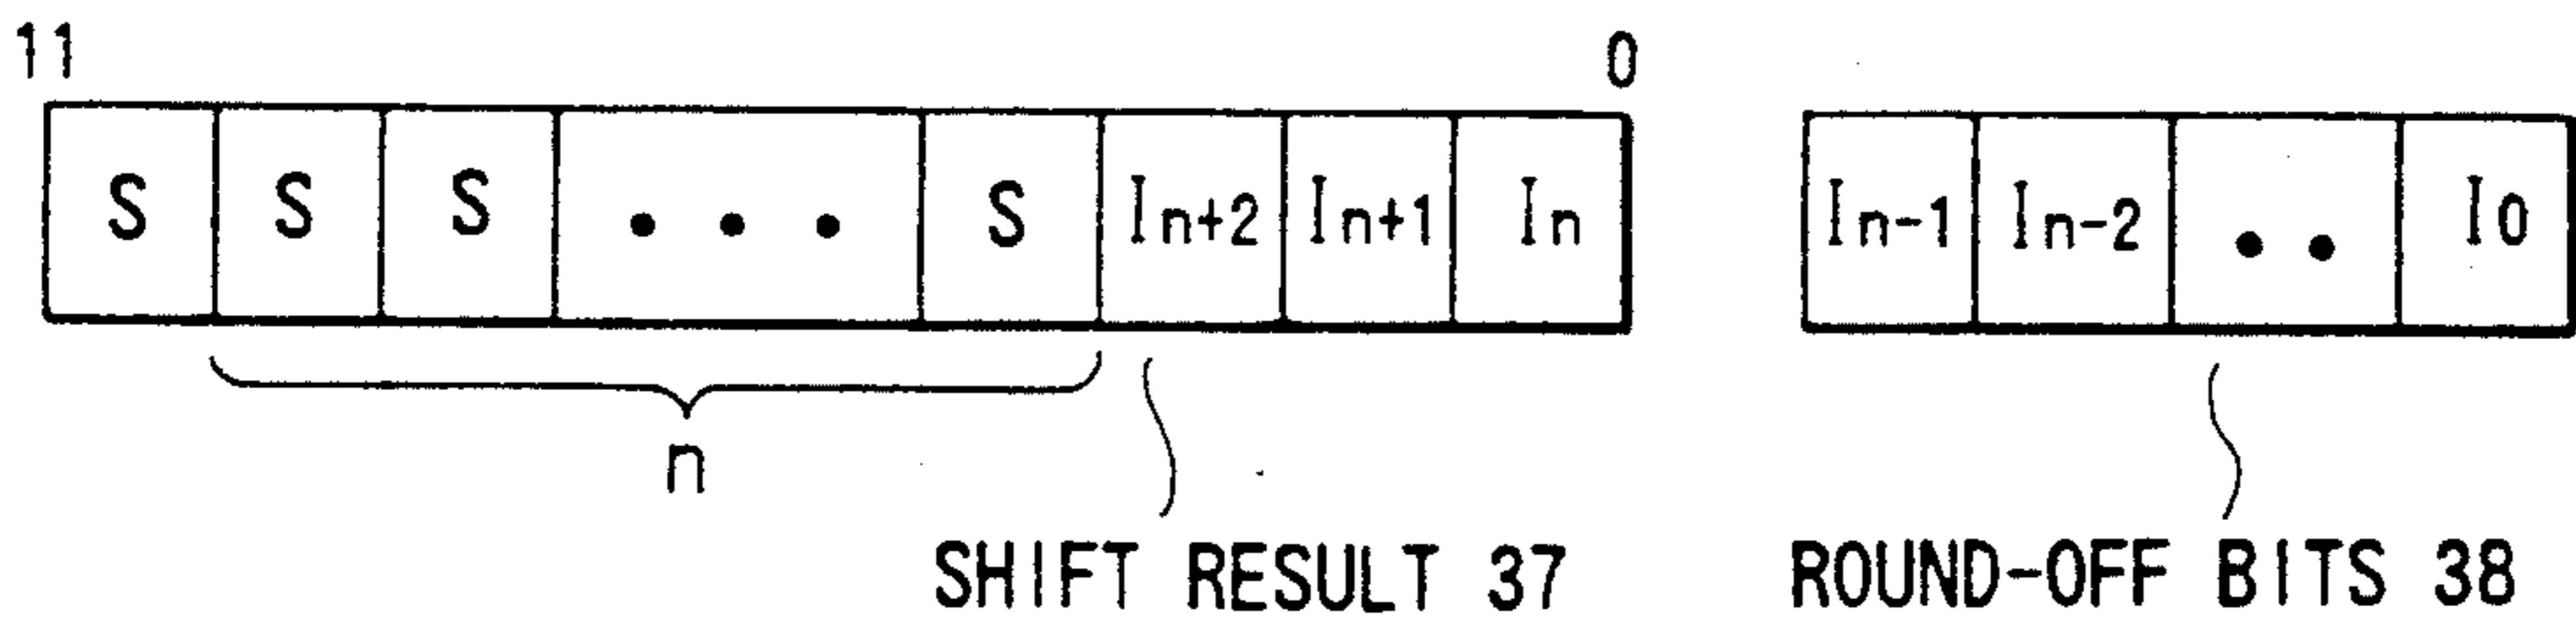 11 0
S S S • • • S In+2 In+1 In In-1 In-2 • • I0
n
SHIFT RESULT 37 ROUND-OFF BITS 38